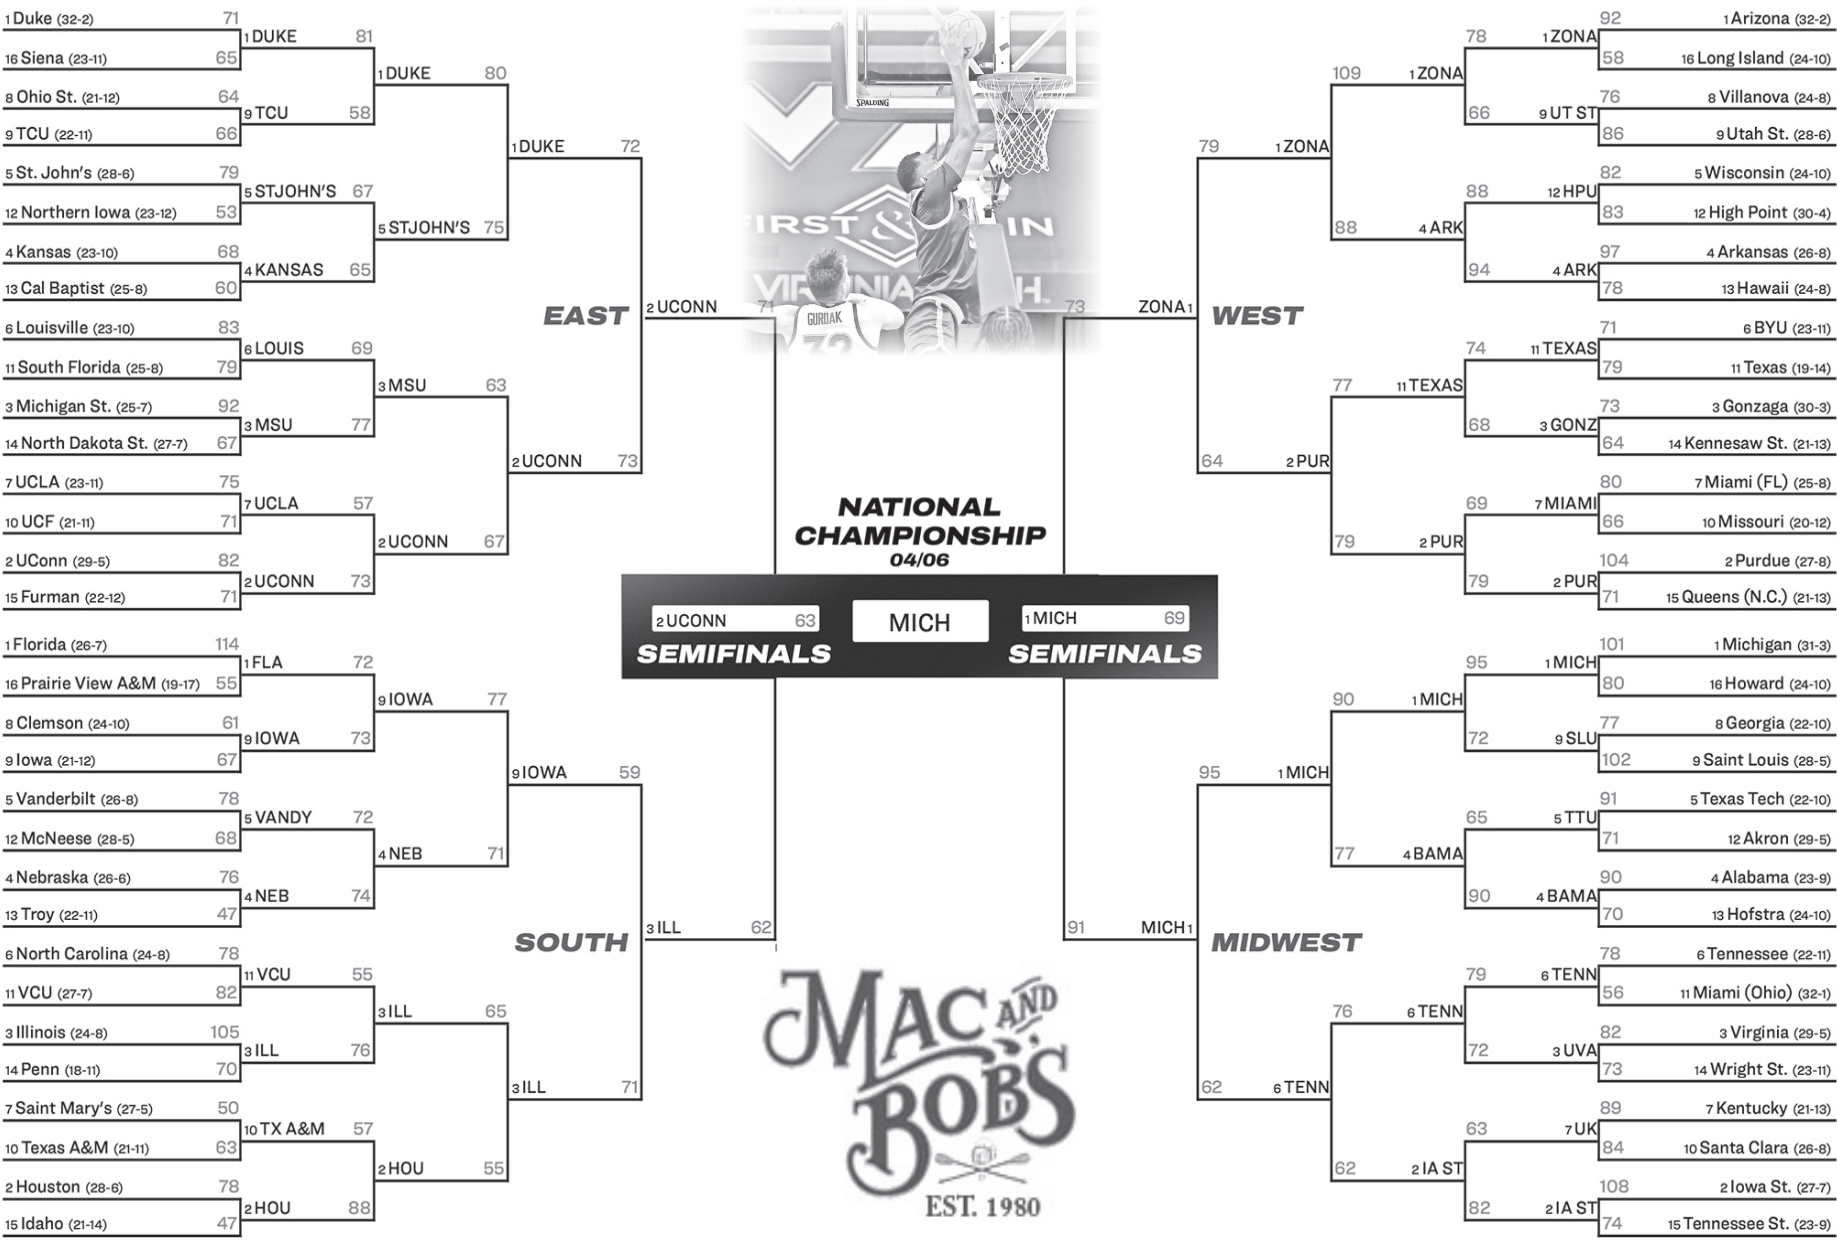 1 Duke (32-2) 71
16 Siena (23-11) 65
8 Ohio St. (21-12) 64
9 TCU (22-11) 66
5 St. John's (28-6) 79
12 Northern Iowa (23-12) 53
4 Kansas (23-10) 68
13 Cal Baptist (25-8) 60
6 Louisville (23-10) 83
11 South Florida (25-8) 79
3 Michigan St. (25-7) 92
14 North Dakota St. (27-7) 67
7 UCLA (23-11) 75
10 UCF (21-11) 71
2 UConn (29-5) 82
15 Furman (22-12) 71
1 DUKE 81
9 TCU 58
5 STJOHN'S 67
4 KANSAS 65
6 LOUIS 69
3 MSU 77
7 UCLA 57
2 UCONN 73
1 DUKE 80
5 STJOHN'S 75
3 MSU 63
2 UCONN 67
1 DUKE 72
2 UCONN 73
EAST
2 UCONN 71
1 Florida (26-7) 114
16 Prairie View A&M (19-17) 55
8 Clemson (24-10) 61
9 Iowa (21-12) 67
5 Vanderbilt (26-8) 78
12 McNeese (28-5) 68
4 Nebraska (26-6) 76
13 Troy (22-11) 47
6 North Carolina (24-8) 78
11 VCU (27-7) 82
3 Illinois (24-8) 105
14 Penn (18-11) 70
7 Saint Mary's (27-5) 50
10 Texas A&M (21-11) 63
2 Houston (28-6) 78
15 Idaho (21-14) 47
1 FLA 72
9 IOWA 73
5 VANDY 72
4 NEB 74
11 VCU 55
3 ILL 76
10 TX A&M 57
2 HOU 88
9 IOWA 77
4 NEB 71
3 ILL 65
2 HOU 55
9 IOWA 59
3 ILL 71
SOUTH
3 ILL 62
SPALDING
FIRST & IN
VIRGINIA H
GURDAK
32
NATIONAL
CHAMPIONSHIP
04/06
2 UCONN 63
MICH
1 MICH 69
SEMIFINALS
SEMIFINALS
MAC AND
BOB'S
EST. 1980
92 1 Arizona (32-2)
58 16 Long Island (24-10)
76 8 Villanova (24-8)
86 9 Utah St. (28-6)
82 5 Wisconsin (24-10)
83 12 High Point (30-4)
97 4 Arkansas (26-8)
78 13 Hawaii (24-8)
71 6 BYU (23-11)
79 11 Texas (19-14)
73 3 Gonzaga (30-3)
64 14 Kennesaw St. (21-13)
80 7 Miami (FL) (25-8)
66 10 Missouri (20-12)
104 2 Purdue (27-8)
71 15 Queens (N.C.) (21-13)
78 1 ZONA
66 9 UT ST
88 12 HPU
94 4 ARK
74 11 TEXAS
68 3 GONZ
69 7 MIAMI
79 2 PUR
109 1 ZONA
88 4 ARK
77 11 TEXAS
79 2 PUR
79 1 ZONA
64 2 PUR
WEST
73 ZONA 1
101 1 Michigan (31-3)
80 16 Howard (24-10)
77 8 Georgia (22-10)
102 9 Saint Louis (28-5)
91 5 Texas Tech (22-10)
71 12 Akron (29-5)
90 4 Alabama (23-9)
70 13 Hofstra (24-10)
78 6 Tennessee (22-11)
56 11 Miami (Ohio) (32-1)
82 3 Virginia (29-5)
73 14 Wright St. (23-11)
89 7 Kentucky (21-13)
84 10 Santa Clara (26-8)
108 2 Iowa St. (27-7)
74 15 Tennessee St. (23-9)
95 1 MICH
72 9 SLU
65 5 TTU
90 4 BAMA
79 6 TENN
72 3 UVA
63 7 UK
82 2 IA ST
90 1 MICH
77 4 BAMA
76 6 TENN
62 2 IA ST
95 1 MICH
62 6 TENN
MIDWEST
91 MICH 1